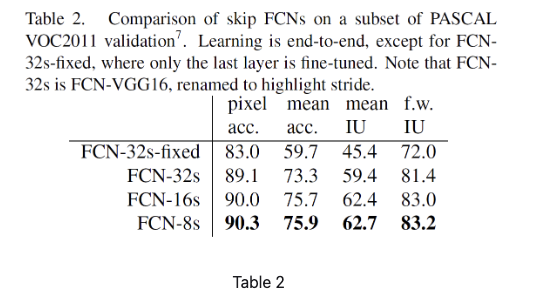 Table 2. Comparison of skip FCNs on a subset of PASCAL
VOC2011 validation⁷. Learning is end-to-end, except for FCN-
32s-fixed, where only the last layer is fine-tuned. Note that FCN-
32s is FCN-VGG16, renamed to highlight stride.
pixel mean mean f.w.
acc. acc. IU IU
FCN-32s-fixed 83.0 59.7 45.4 72.0
FCN-32s 89.1 73.3 59.4 81.4
FCN-16s 90.0 75.7 62.4 83.0
FCN-8s 90.3 75.9 62.7 83.2
Table 2